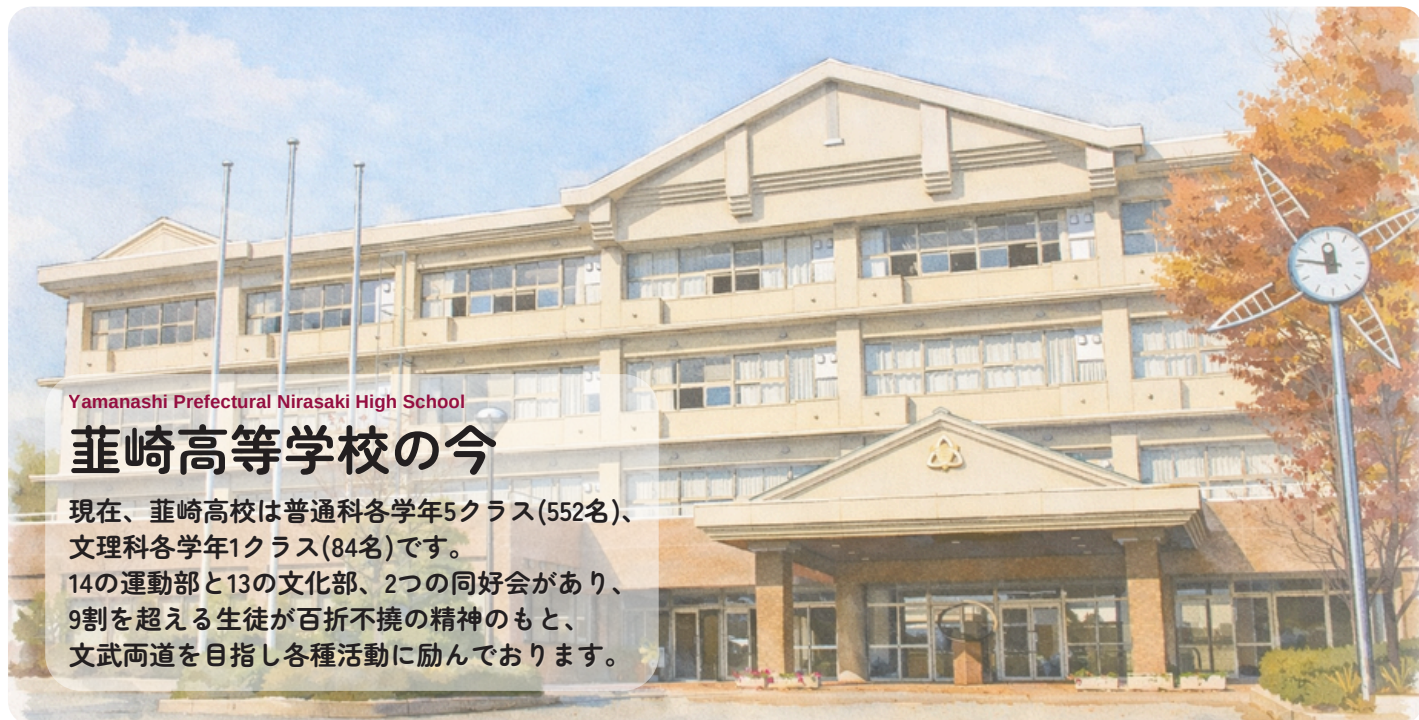 Yamanashi Prefectural Nirasaki High School
韮崎高等学校の今
現在、韮崎高校は普通科各学年5クラス(552名)、
文理科各学年1クラス(84名)です。
14の運動部と13の文化部、2つの同好会があり、
9割を超える生徒が百折不撓の精神のもと、
文武両道を目指し各種活動に励んでおります。